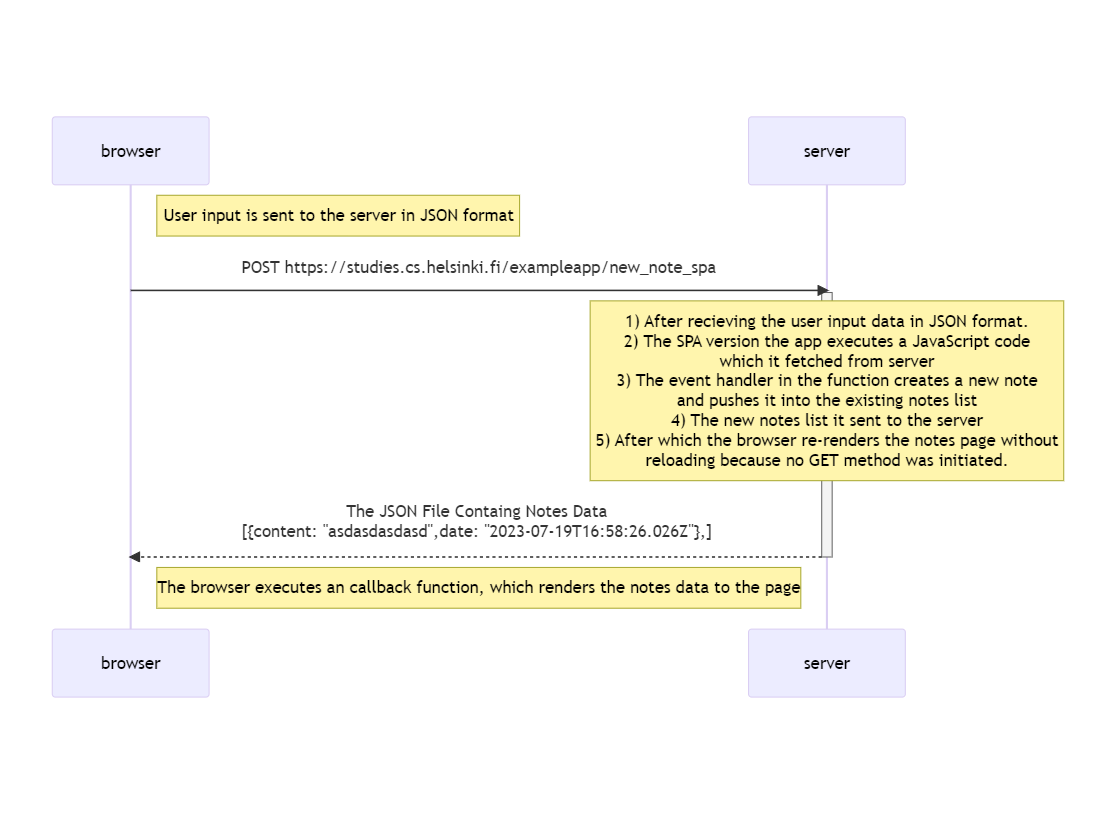 browser
server
User input is sent to the server in JSON format
POST https://studies.cs.helsinki.fi/exampleapp/new_note_spa
1) After recieving the user input data in JSON format.
2) The SPA version the app executes a JavaScript code
which it fetched from server
3) The event handler in the function creates a new note
and pushes it into the existing notes list
4) The new notes list it sent to the server
5) After which the browser re-renders the notes page without
reloading because no GET method was initiated.
The JSON File Containg Notes Data
[{content: "asdasdasdasd",date: "2023-07-19T16:58:26.026Z"},]
The browser executes an callback function, which renders the notes data to the page
browser
server